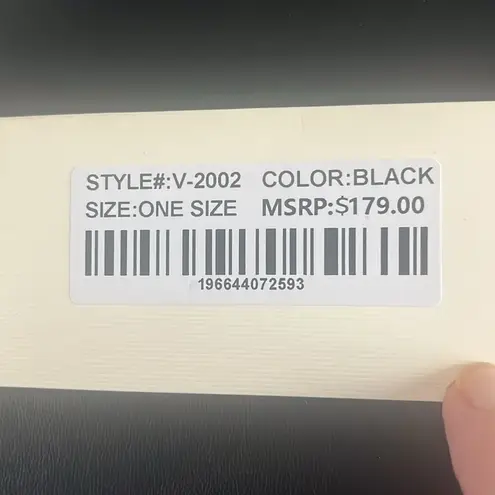 STYLE#:V-2002 COLOR:BLACK
SIZE:ONE SIZE MSRP:$179.00
196644072593